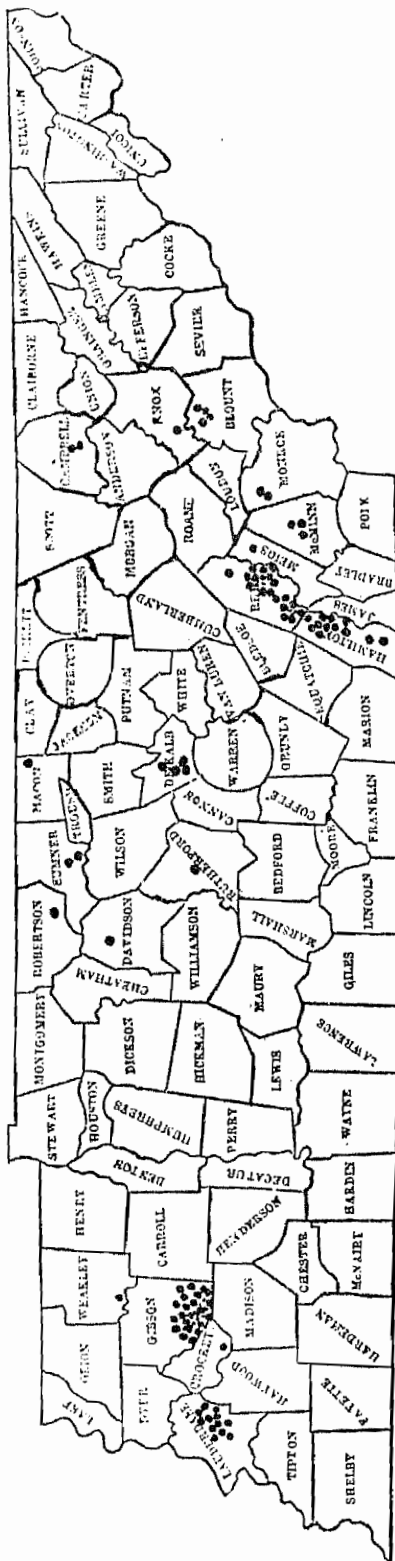 SULLIVAN
CARTER
UNICOI
WASHINGTON
GREENE
HAWKINS
HANCOCK
COCKE
JEFFERSON
SEVIER
CLAIBORNE
UNION
KNOX
BLOUNT
CAMPBELL
ANDERSON
LOUDON
MONROE
SCOTT
MORGAN
ROANE
MEIGS
McMINN
POLK
BRADLEY
JAMES
HAMILTON
FENTRESS
CUMBERLAND
RHEA
BLEDSOE
SEQUATCHIE
MARION
CLAY
OVERTON
PUTNAM
WHITE
VAN BUREN
WARREN
GRUNDY
MACON
SMITH
DEKALB
CANNON
COFFEE
FRANKLIN
MOORE
SUMNER
TROUSDALE
WILSON
RUTHERFORD
BEDFORD
LINCOLN
ROBERTSON
DAVIDSON
WILLIAMSON
MARSHALL
CHEATHAM
MAURY
GILES
MONTGOMERY
DICKSON
HICKMAN
LEWIS
LAWRENCE
STEWART
HOUSTON
HUMPHREYS
PERRY
WAYNE
HENRY
BENTON
DECATUR
HARDIN
CARROLL
HENDERSON
CHESTER
McNAIRY
WEAKLEY
GIBSON
MADISON
HARDEMAN
OBION
CROCKETT
HAYWOOD
FAYETTE
LAKE
DYER
LAUDERDALE
TIPTON
SHELBY